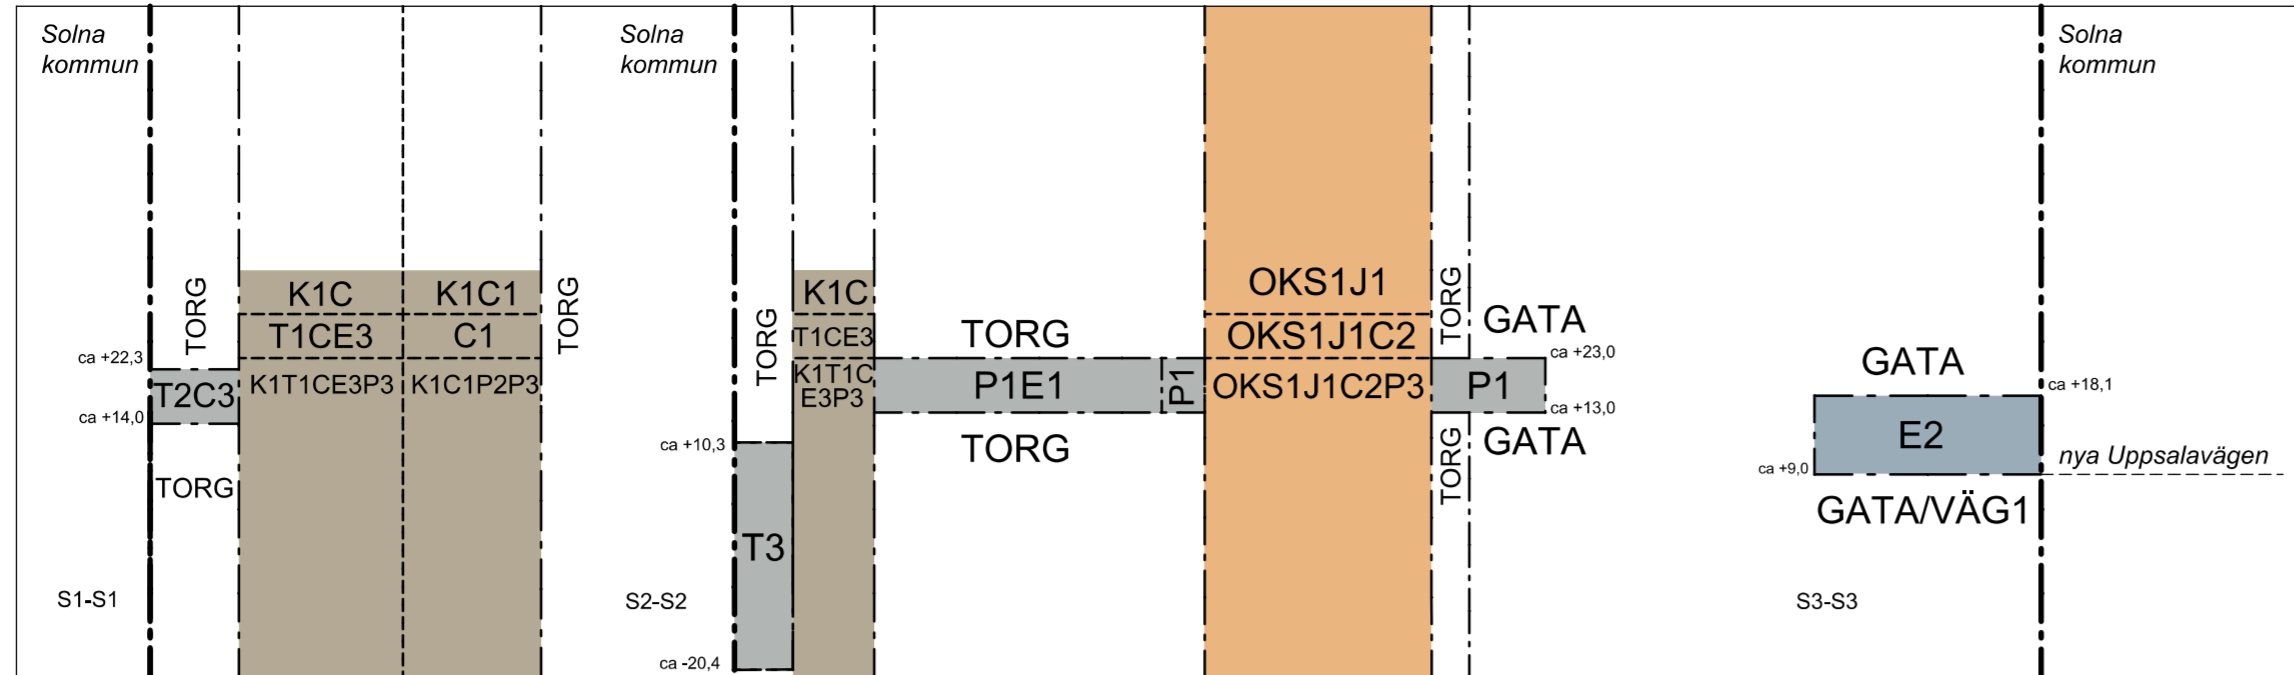 Solna
kommun
TORG
K1C
K1C1
TORG
T1CE3
C1
ca +22,3
T2C3
K1T1CE3P3
K1C1P2P3
ca +14,0
TORG
S1-S1
Solna
kommun
TORG
K1C
T1CE3
K1T1C
E3P3
TORG
P1E1
P1
TORG
OKS1J1
OKS1J1C2
OKS1J1C2P3
TORG
GATA
ca +23,0
P1
ca +13,0
TORG
GATA
ca +10,3
T3
S2-S2
ca -20,4
Solna
kommun
GATA
ca +18,1
E2
ca +9,0
nya Uppsalavägen
GATA/VÄG1
S3-S3